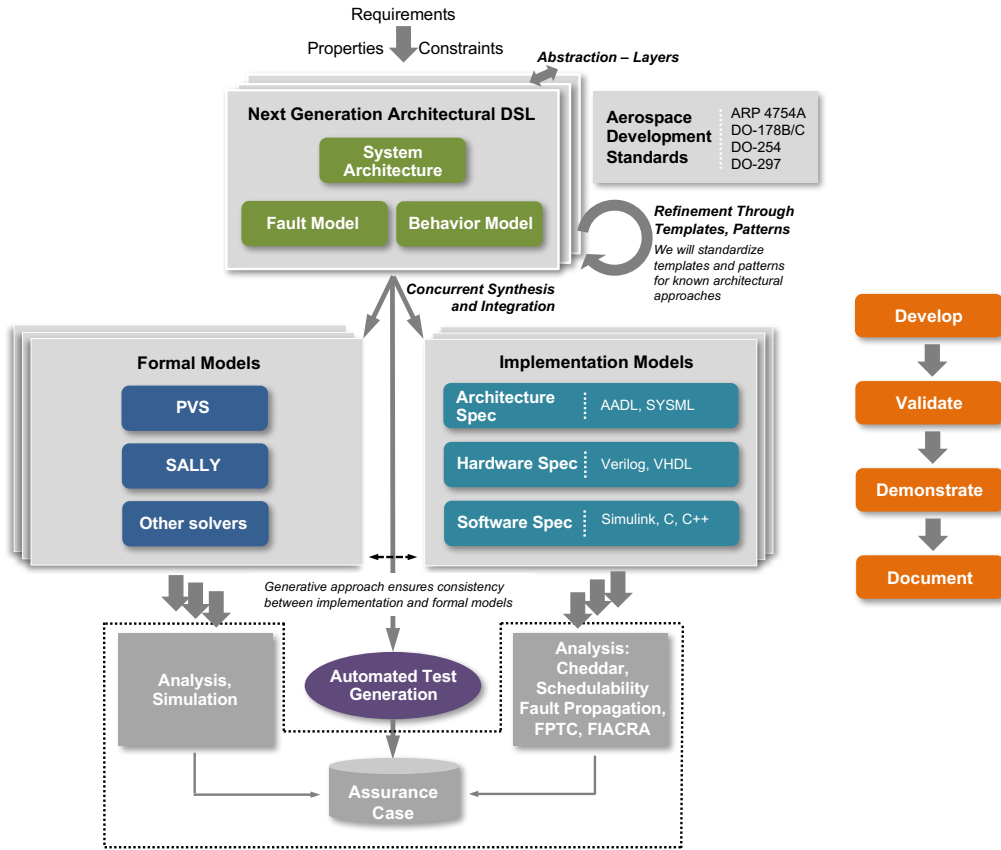 Requirements
Properties
Constraints
Abstraction – Layers
Next Generation Architectural DSL
System
Architecture
Fault Model
Behavior Model
Aerospace
Development
Standards
ARP 4754A
DO-178B/C
DO-254
DO-297
Refinement Through
Templates, Patterns
We will standardize
templates and patterns
for known architectural
approaches
Concurrent Synthesis
and Integration
Formal Models
PVS
SALLY
Other solvers
Implementation Models
Architecture
Spec
AADL, SYSML
Hardware Spec
Verilog, VHDL
Software Spec
Simulink, C, C++
Generative approach ensures consistency
between implementation and formal models
Analysis,
Simulation
Automated Test
Generation
Analysis:
Cheddar,
Schedulability
Fault Propagation,
FPTC, FIACRA
Assurance
Case
Develop
Validate
Demonstrate
Document